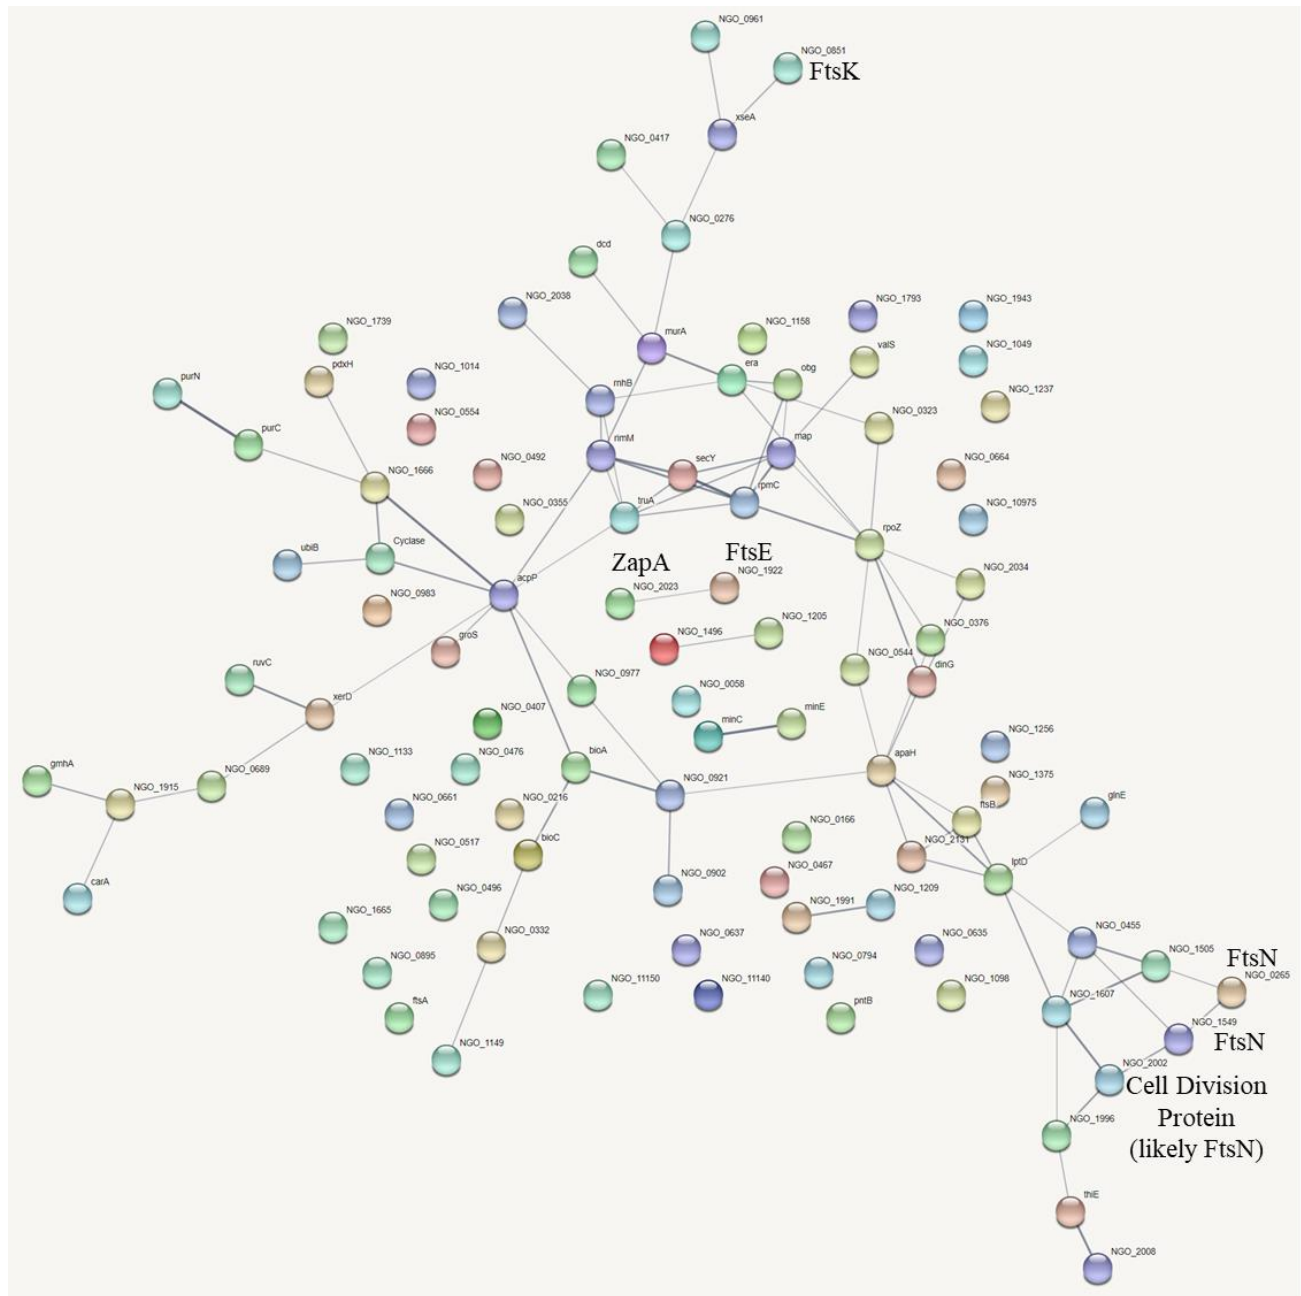 NGO_0961
NGO_0851
FtsK
xseA
NGO_0417
NGO_0276
dcd
NGO_2038
NGO_1793
NGO_1943
NGO_1739
murA
NGO_1158
valS
NGO_1049
pdxH
NGO_1014
era
obg
purN
rnhB
NGO_1237
NGO_0554
NGO_0323
purC
rimM
secY
map
NGO_1666
NGO_0492
NGO_0664
rpmC
NGO_0355
truA
NGO_10975
rpoZ
ubiB
Cyclase
ZapA
FtsE
acpP
NGO_1922
NGO_2034
NGO_2023
NGO_0983
NGO_1205
NGO_0376
groS
NGO_1496
NGO_0544
dinG
ruvC
NGO_0977
NGO_0058
xerD
NGO_0407
minC
minE
NGO_1256
NGO_1133
NGO_0476
bioA
apaH
gmhA
NGO_0689
NGO_0921
NGO_1375
NGO_1915
NGO_0661
NGO_0216
ftsB
glnE
NGO_0166
NGO_0517
bioC
NGO_2131
NGO_0467
lptD
carA
NGO_0496
NGO_0902
NGO_1991
NGO_1209
NGO_1665
NGO_0332
NGO_0637
NGO_0635
NGO_0455
NGO_1505
FtsN
NGO_0895
NGO_0794
NGO_0265
NGO_11150
NGO_11140
NGO_1098
NGO_1607
ftsA
pntB
NGO_1549
FtsN
NGO_1149
NGO_2002
Cell Division
Protein
(likely FtsN)
NGO_1996
thiE
NGO_2008